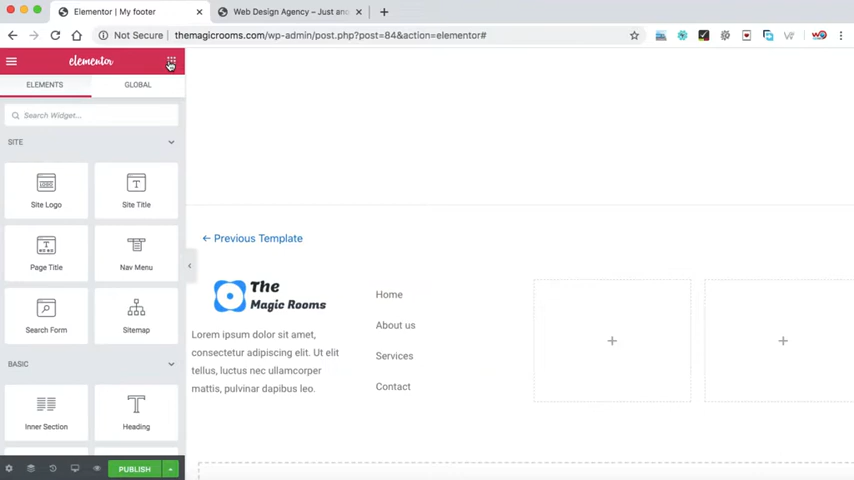 Elementor | My footer
Web Design Agency – Just and
Not Secure
themagicrooms.com/wp-admin/post.php?post=84&action=elementor#
elementor
ELEMENTS
GLOBAL
Search Widget...
SITE
Site Logo
Site Title
Page Title
Nav Menu
Search Form
Sitemap
BASIC
Inner Section
Heading
PUBLISH
← Previous Template
The
Magic Rooms
Lorem ipsum dolor sit amet,
consectetur adipiscing elit. Ut elit
tellus, luctus nec ullamcorper
mattis, pulvinar dapibus leo.
Home
About us
Services
Contact